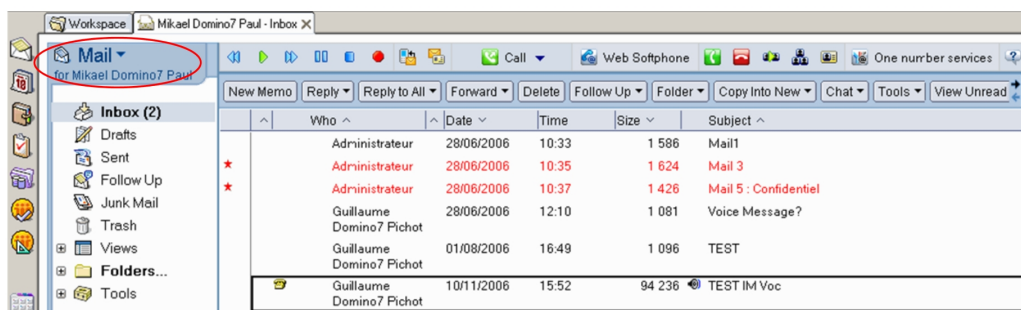 Workspace Mikael Domino7 Paul - Inbox
Mail
for Mikael Domino7 Paul
Call Web Softphone One number services
New Memo Reply Reply to All Forward Delete Follow Up Folder Copy Into New Chat Tools View Unread
Who Date Time Size Subject
Inbox (2)
Drafts
Sent
Follow Up
Junk Mail
Trash
Views
Folders...
Tools
18
Administrateur 28/06/2006 10:33 1 586 Mail1
Administrateur 28/06/2006 10:35 1 624 Mail 3
Administrateur 28/06/2006 10:37 1 426 Mail 5 : Confidentiel
Guillaume 28/06/2006 12:10 1 081 Voice Message?
Domino7 Pichot
Guillaume 01/08/2006 16:49 1 096 TEST
Domino7 Pichot
Guillaume 10/11/2006 15:52 94 236 TEST IM Voc
Domino7 Pichot